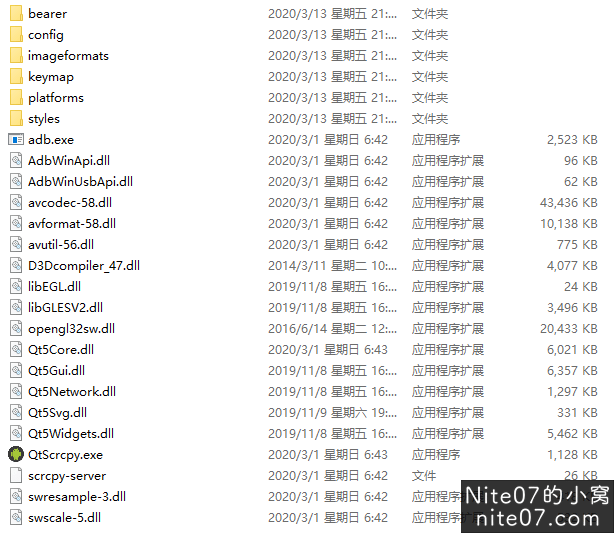 bearer 2020/3/13 星期五 21:... 文件夹
config 2020/3/13 星期五 21:... 文件夹
imageformats 2020/3/13 星期五 21:... 文件夹
keymap 2020/3/13 星期五 21:... 文件夹
platforms 2020/3/13 星期五 21:... 文件夹
styles 2020/3/13 星期五 21:... 文件夹
adb.exe 2020/3/1 星期日 6:42 应用程序 2,523 KB
AdbWinApi.dll 2020/3/1 星期日 6:42 应用程序扩展 96 KB
AdbWinUsbApi.dll 2020/3/1 星期日 6:42 应用程序扩展 62 KB
avcodec-58.dll 2020/3/1 星期日 6:42 应用程序扩展 43,436 KB
avformat-58.dll 2020/3/1 星期日 6:42 应用程序扩展 10,138 KB
avutil-56.dll 2020/3/1 星期日 6:42 应用程序扩展 775 KB
D3Dcompiler_47.dll 2014/3/11 星期二 10:... 应用程序扩展 4,077 KB
libEGL.dll 2019/11/8 星期五 16:... 应用程序扩展 24 KB
libGLESV2.dll 2019/11/8 星期五 16:... 应用程序扩展 3,496 KB
opengl32sw.dll 2016/6/14 星期二 12:... 应用程序扩展 20,433 KB
Qt5Core.dll 2020/3/1 星期日 6:43 应用程序扩展 6,021 KB
Qt5Gui.dll 2019/11/8 星期五 16:... 应用程序扩展 6,357 KB
Qt5Network.dll 2019/11/8 星期五 16:... 应用程序扩展 1,297 KB
Qt5Svg.dll 2019/11/9 星期六 19:... 应用程序扩展 331 KB
Qt5Widgets.dll 2019/11/8 星期五 16:... 应用程序扩展 5,462 KB
QtScrcpy.exe 2020/3/1 星期日 6:43 应用程序 1,128 KB
scrcpy-server 2020/3/1 星期日 6:42 文件 26 KB
swresample-3.dll 2020/3/1 星期日 6:42 应用程序扩
swscale-5.dll 2020/3/1 星期日 6:42 应用程序扩
Nite07的小窝
nite07.com